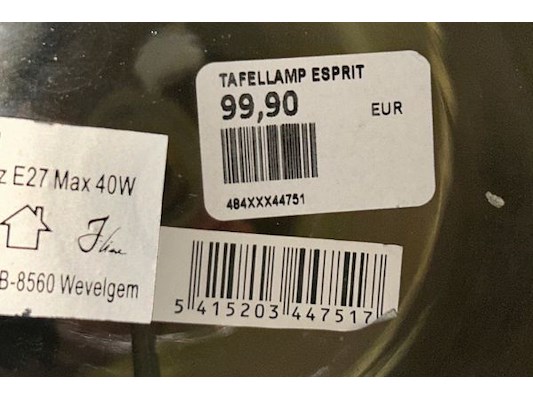 TAFELLAMP ESPRIT
99,90 EUR
484XXX44751
z E27 Max 40W
B-8560 Wevelgem
5 415203 447517